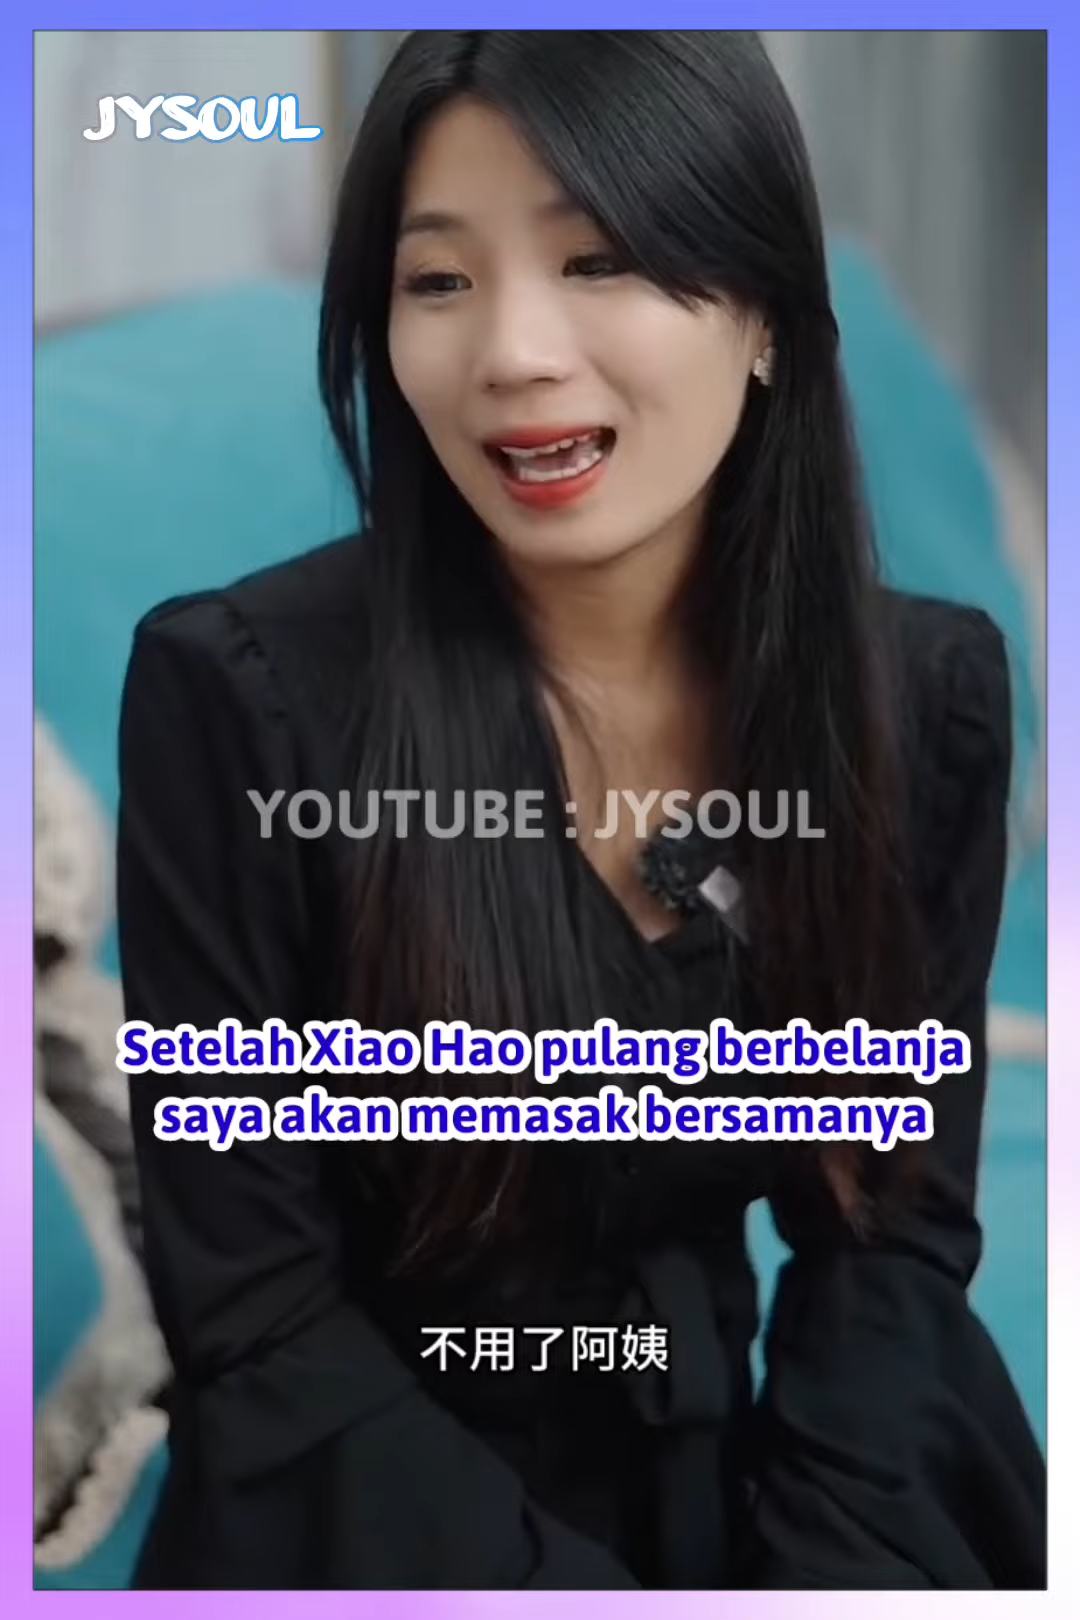 JYSOUL
YOUTUBE : JYSOUL
Setelah Xiao Hao pulang berbelanja
saya akan memasak bersamanya
不用了阿姨